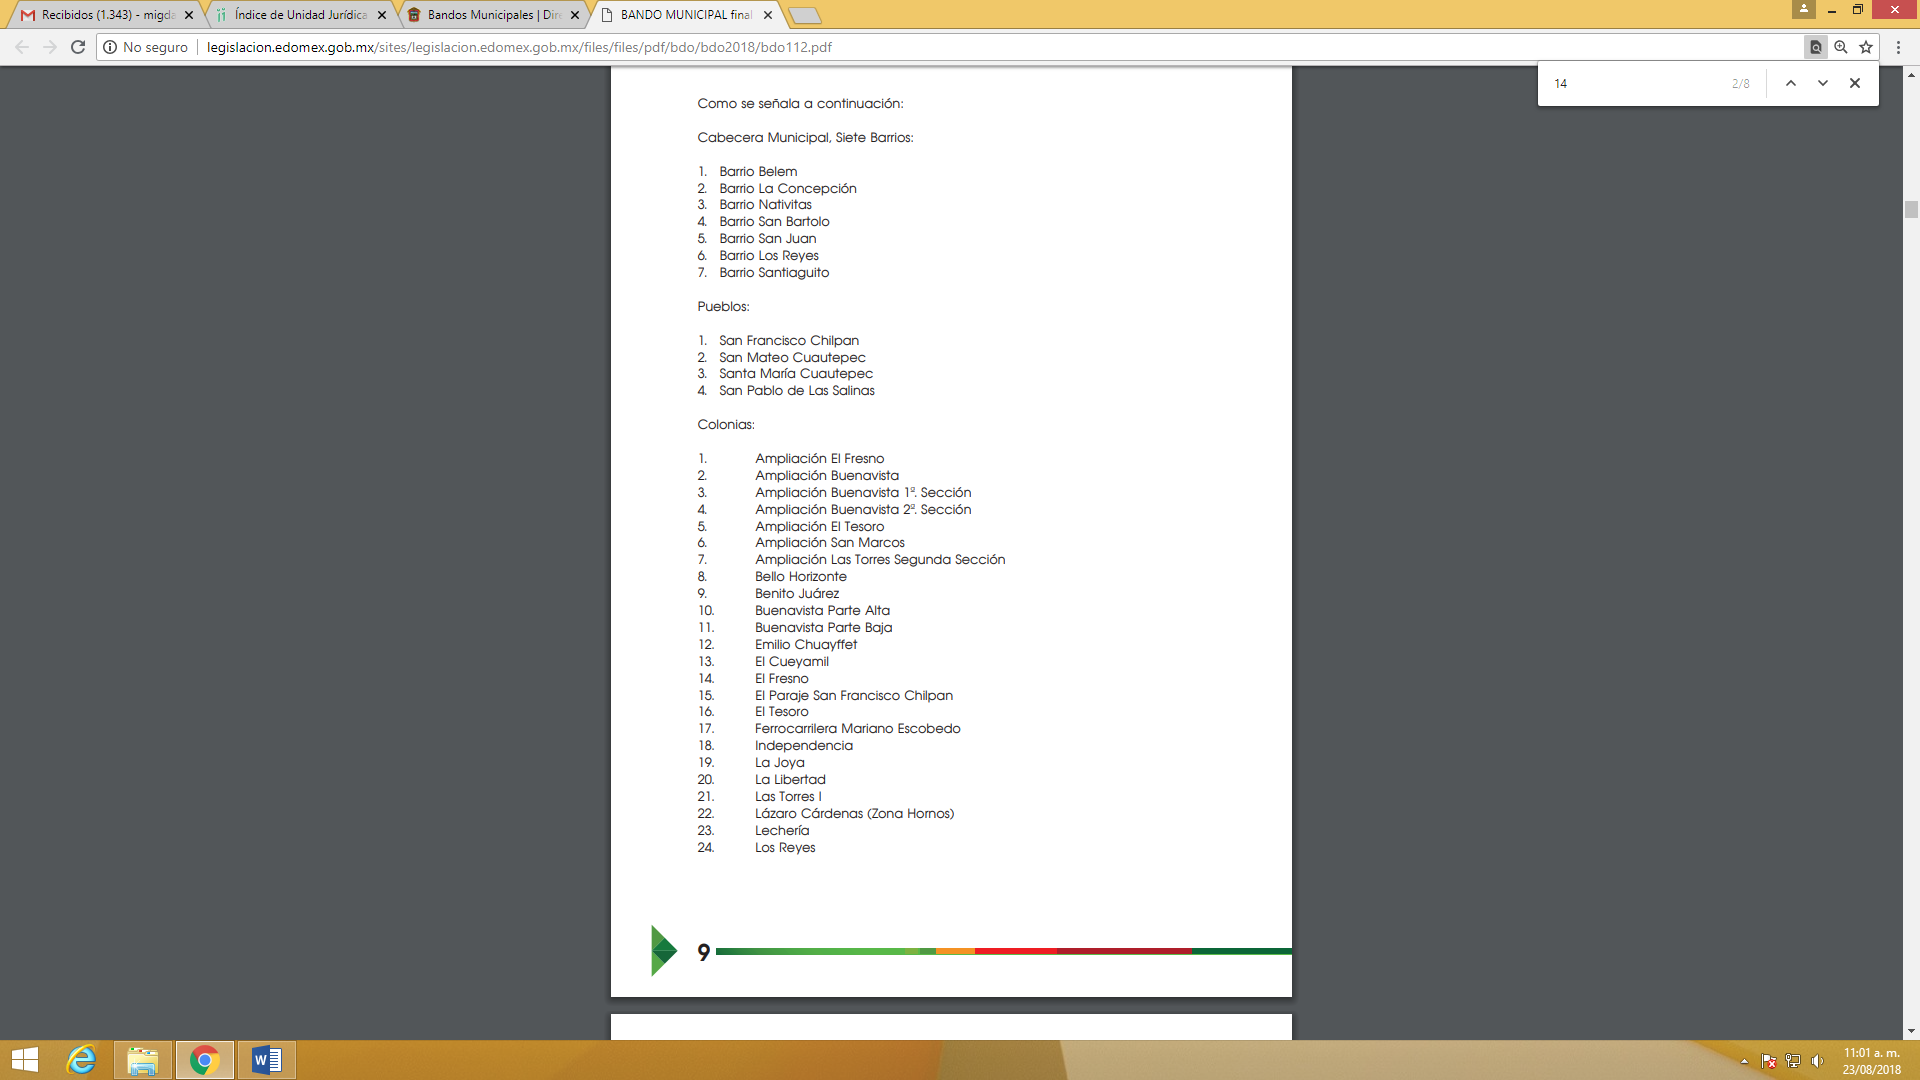 Recibidos (1.343) - migda
Índice de Unidad Jurídica
Bandos Municipales | Dire
BANDO MUNICIPAL final
No seguro
legislacion.edomex.gob.mx/sites/legislacion.edomex.gob.mx/files/files/pdf/bdo/bdo2018/bdo112.pdf
14 2/8
Como se señala a continuación:
Cabecera Municipal, Siete Barrios:
1. Barrio Belem
2. Barrio La Concepción
3. Barrio Nativitas
4. Barrio San Bartolo
5. Barrio San Juan
6. Barrio Los Reyes
7. Barrio Santiaguito
Pueblos:
1. San Francisco Chilpan
2. San Mateo Cuautepec
3. Santa María Cuautepec
4. San Pablo de Las Salinas
Colonias:
1. Ampliación El Fresno
2. Ampliación Buenavista
3. Ampliación Buenavista 1ª. Sección
4. Ampliación Buenavista 2ª. Sección
5. Ampliación El Tesoro
6. Ampliación San Marcos
7. Ampliación Las Torres Segunda Sección
8. Bello Horizonte
9. Benito Juárez
10. Buenavista Parte Alta
11. Buenavista Parte Baja
12. Emilio Chuayffet
13. El Cueyamil
14. El Fresno
15. El Paraje San Francisco Chilpan
16. El Tesoro
17. Ferrocarrilera Mariano Escobedo
18. Independencia
19. La Joya
20. La Libertad
21. Las Torres I
22. Lázaro Cárdenas (Zona Hornos)
23. Lechería
24. Los Reyes
9
11:01 a. m.
23/08/2018